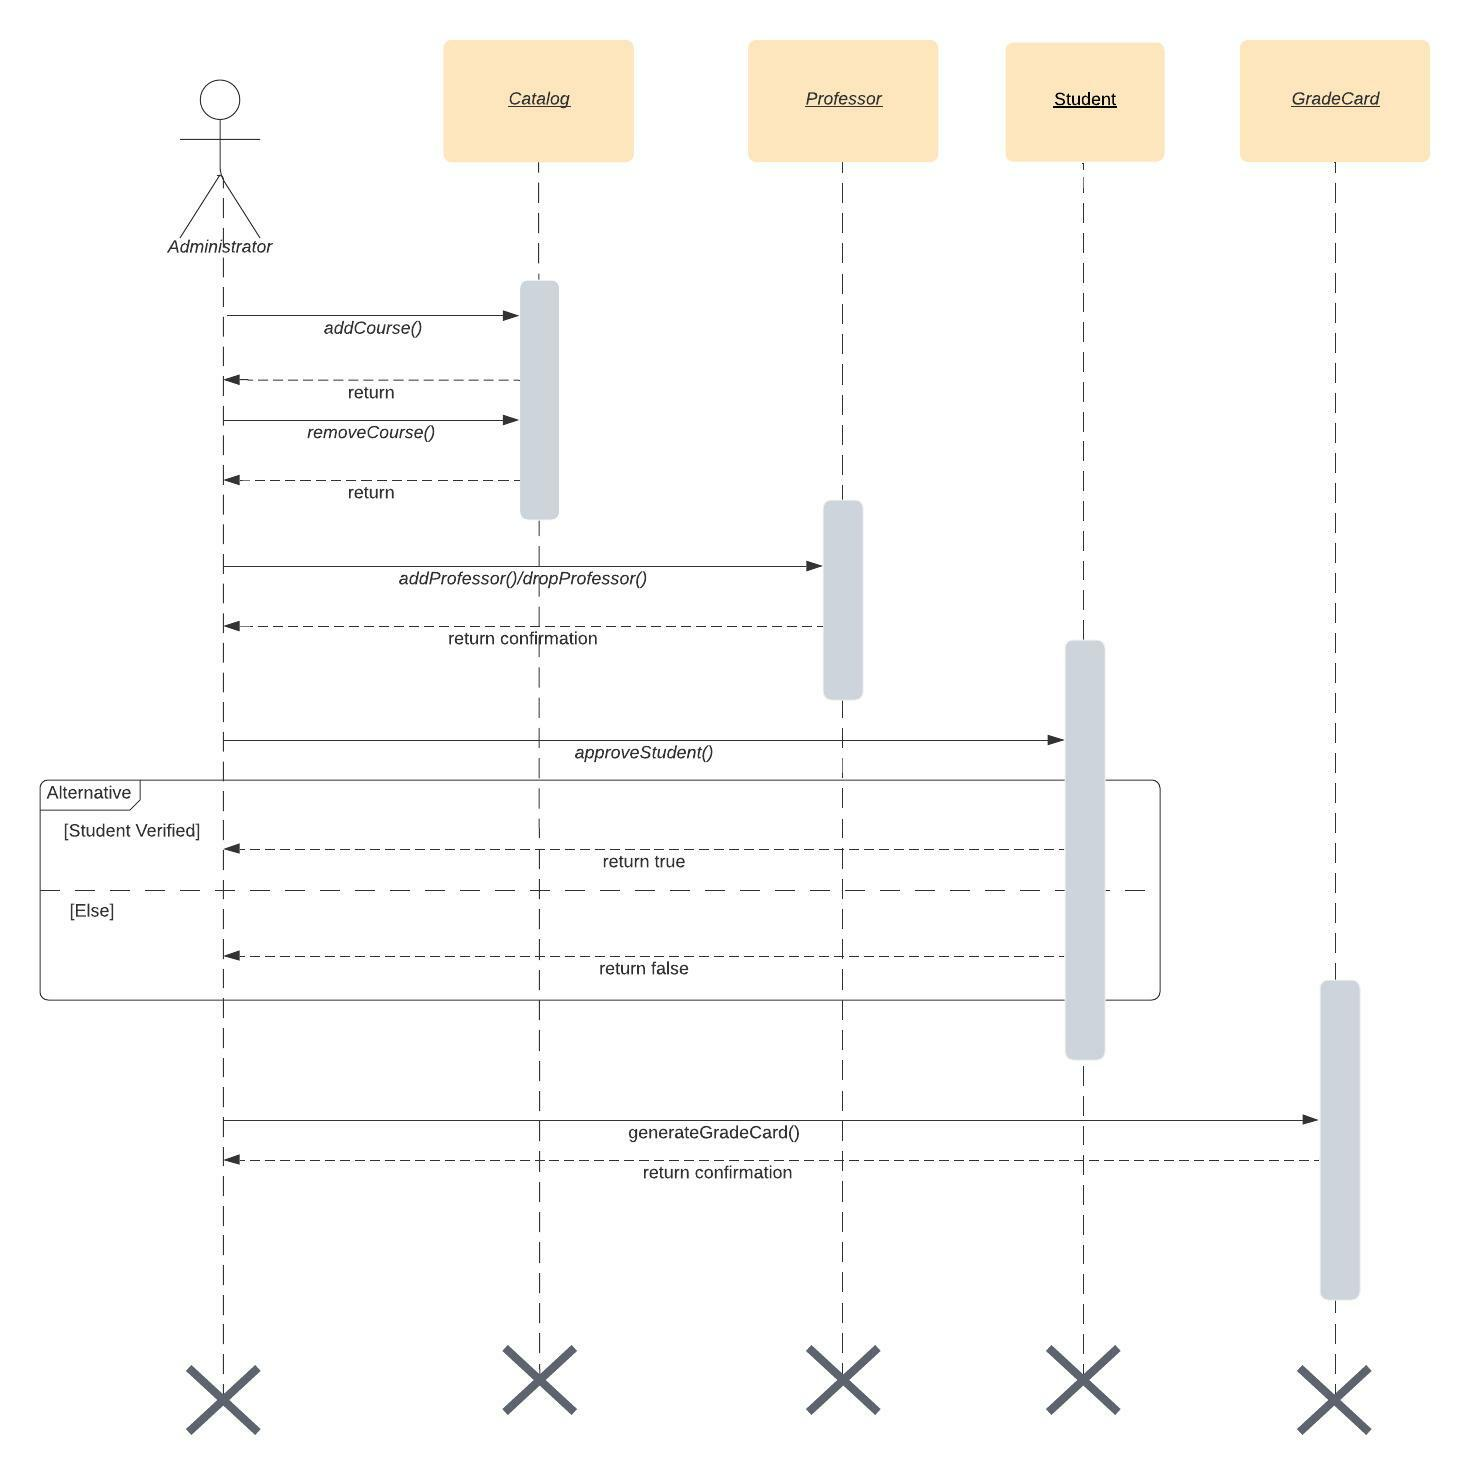 Catalog
Professor
Student
GradeCard
Administrator
addCourse()
return
removeCourse()
return
addProfessor()/dropProfessor()
return confirmation
approveStudent()
Alternative
[Student Verified]
return true
[Else]
return false
generateGradeCard()
return confirmation